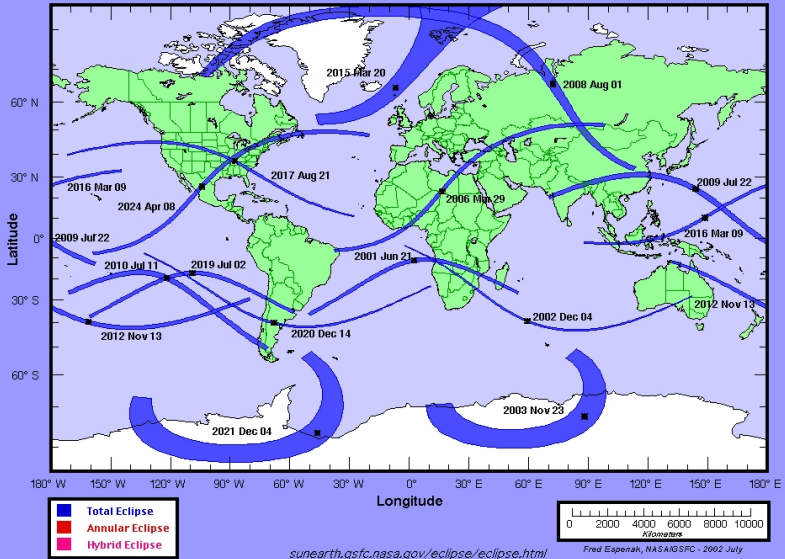 2015 Mar 20
2008 Aug 01
60° N
2017 Aug 21
30° N
2016 Mar 09
2009 Jul 22
2024 Apr 08
2006 Mar 29
2016 Mar 09
2009 Jul 22
0°
2001 Jun 21
2010 Jul 11
2019 Jul 02
30° S
2012 Nov 13
2002 Dec 04
2020 Dec 14
2012 Nov 13
60° S
2003 Nov 23
2021 Dec 04
Latitude
180° W 150° W 120° W 90° W 60° W 30° W 0° 30° E 60° E 90° E 120° E 150° E 180° E
Longitude
Total Eclipse
Annular Eclipse
Hybrid Eclipse
0 2000 4000 6000 8000 10000
Kilometers
sunearth.gsfc.nasa.gov/eclipse/eclipse.html
Fred Espenak, NASA/GSFC - 2002 July